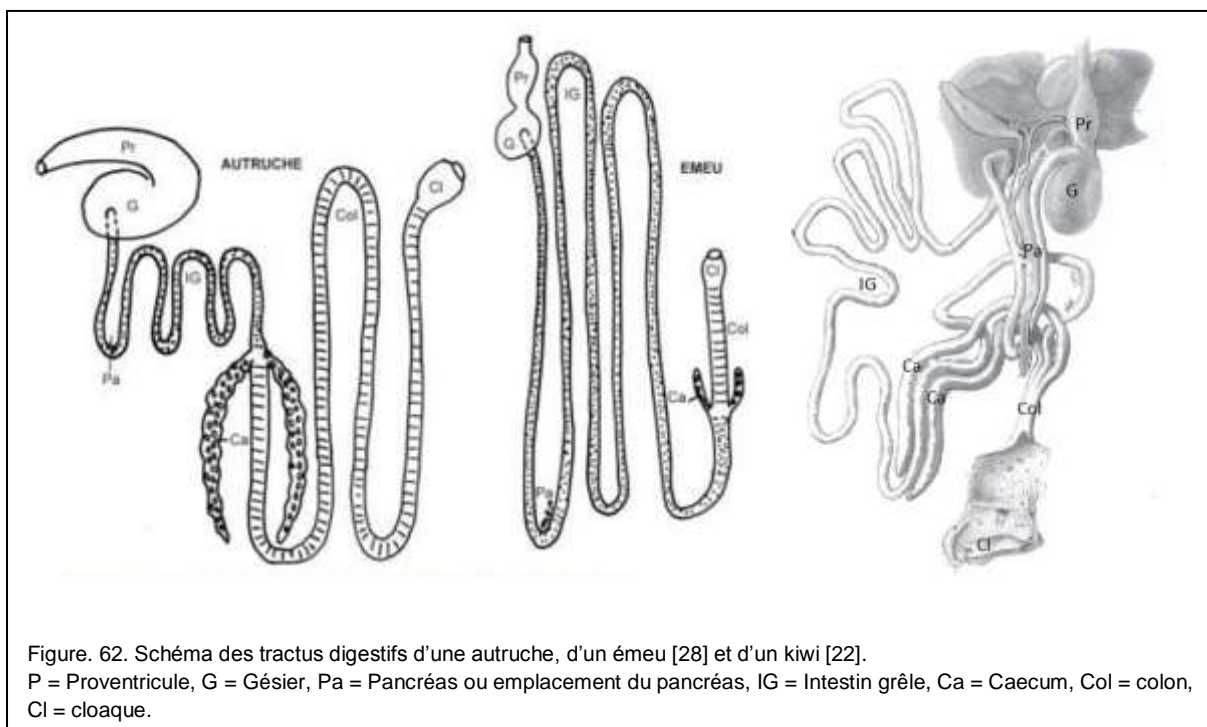 Pr
G
AUTRUCHE
IG
Pa
Ca
Col
Cl
Pr
G
IG
EMEU
Pa
Cl
Col
Ca
Pr
G
Pa
IG
Ca
Ca
Col
Cl
Figure. 62. Schéma des tractus digestifs d'une autruche, d'un émeu [28] et d'un kiwi [22].
P = Proventricule, G = Gésier, Pa = Pancréas ou emplacement du pancréas, IG = Intestin grêle, Ca = Caecum, Col = colon,
Cl = cloaque.